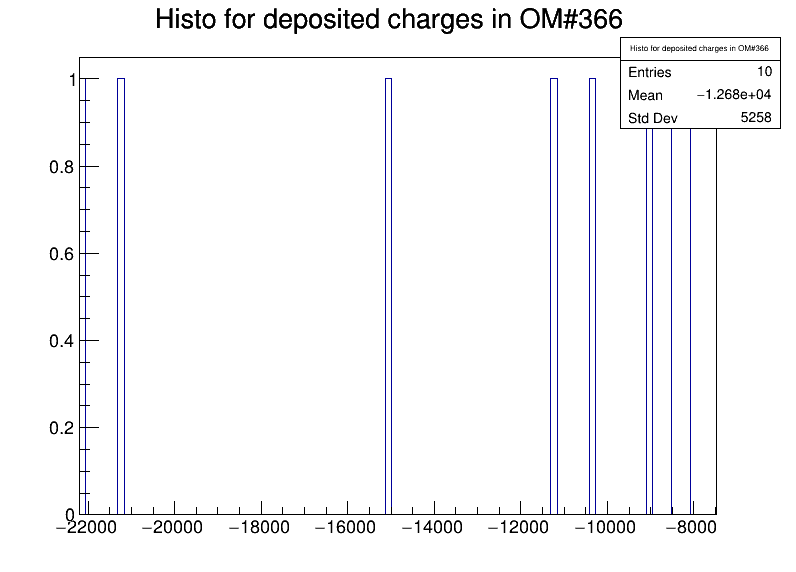 Histo for deposited charges in OM#366
Histo for deposited charges in OM#366
Entries 10
Mean −1.268e+04
Std Dev 5258
1
0.8
0.6
0.4
0.2
0
−22000 −20000 −18000 −16000 −14000 −12000 −10000 −8000